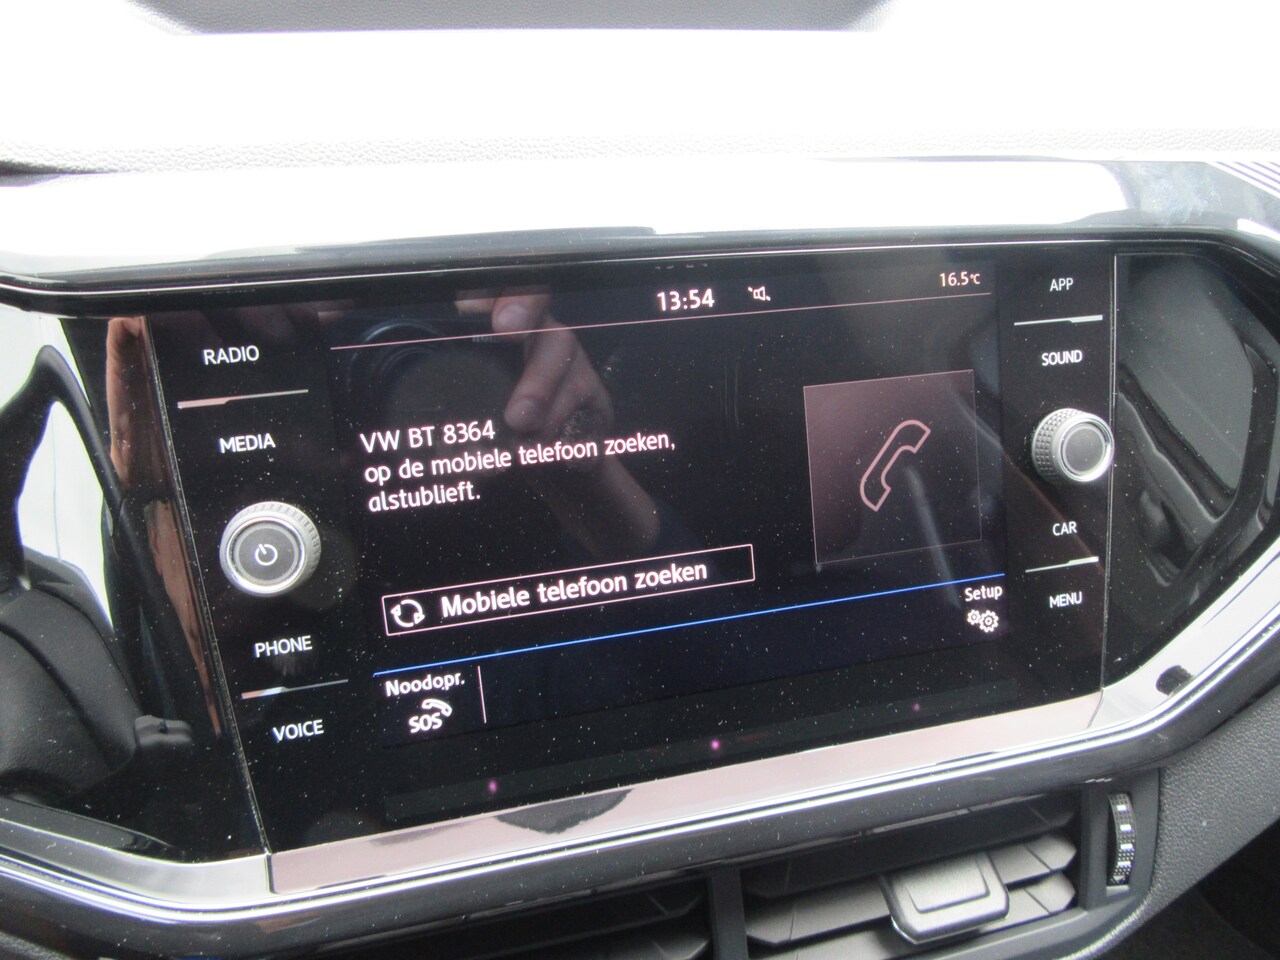 13:54
16.5°C
RADIO
MEDIA
PHONE
VOICE
VW BT 8364
op de mobiele telefoon zoeken,
alstublieft.
Mobiele telefoon zoeken
Noodopr.
SOS
Setup
APP
SOUND
CAR
MENU